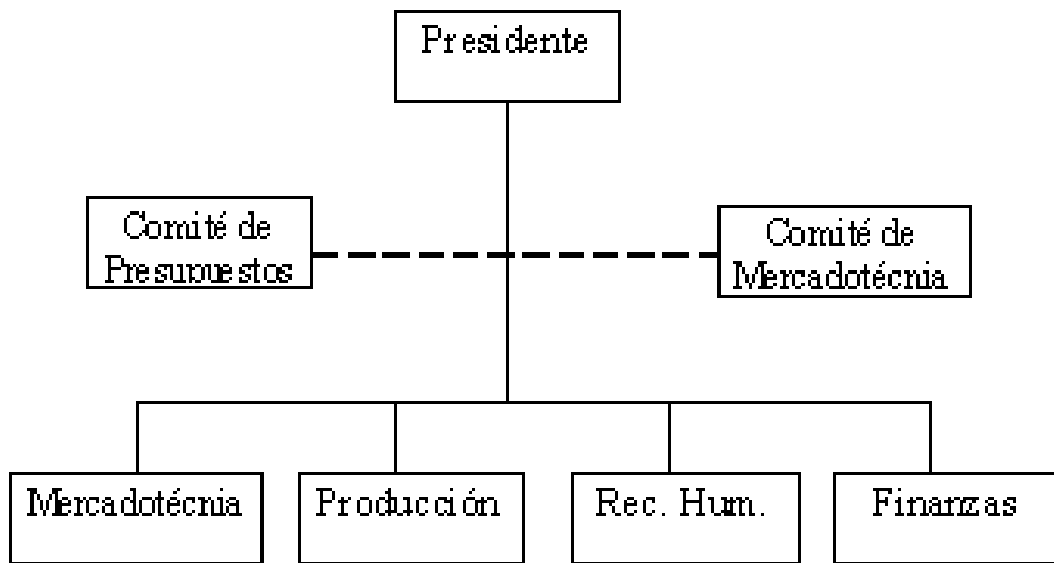 Presidente
Comité de
Presupuestos
Comité de
Mercadotécnia
Mercadotécnia
Producción
Rec. Hum.
Finanzas